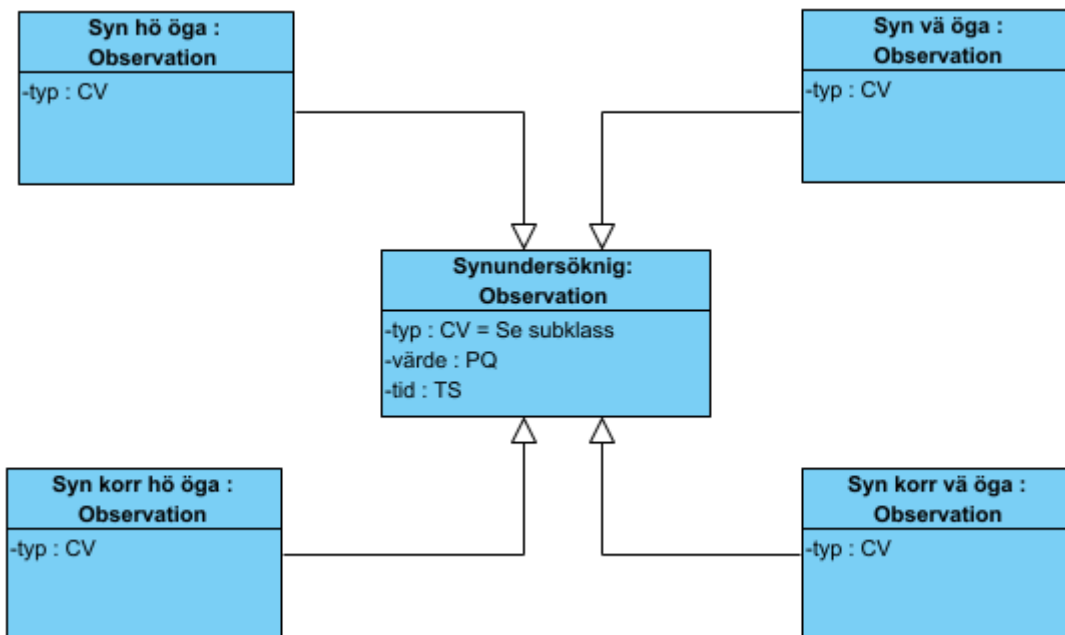 Syn hö öga :
Observation
-typ : CV
Syn vä öga :
Observation
-typ : CV
Synundersöknig:
Observation
-typ : CV = Se subklass
-värde : PQ
-tid : TS
Syn korr hö öga :
Observation
-typ : CV
Syn korr vä öga :
Observation
-typ : CV